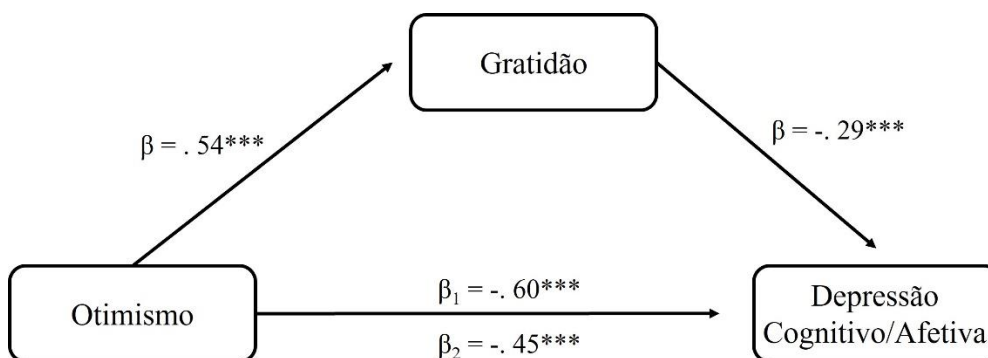 Gratidão
β = . 54***
β = -. 29***
Otimismo
β₁ = -. 60***
β₂ = -. 45***
Depressão
Cognitivo/Afetiva